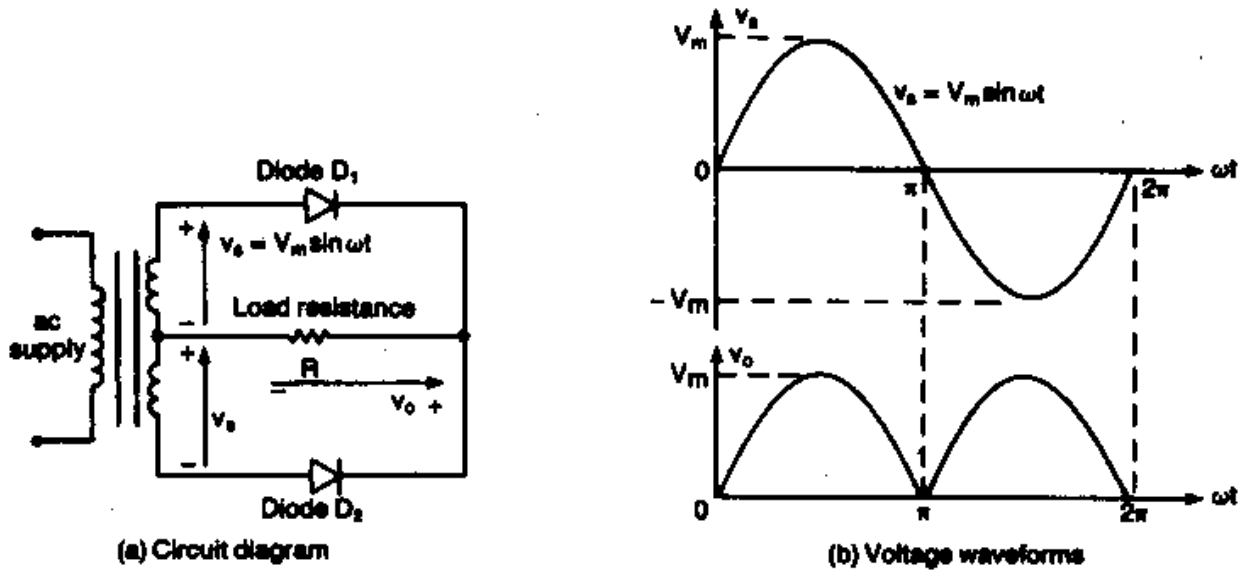 Diode D₁
+
vₛ = Vₘ sin ωt
−
ac
supply
Load resistance
R
− v₀ +
+
vₛ
−
Diode D₂
(a) Circuit diagram
vₛ
Vₘ
vₛ = Vₘ sin ωt
0
π
2π
ωt
− Vₘ
v₀
Vₘ
0
π
2π
ωt
(b) Voltage waveforms